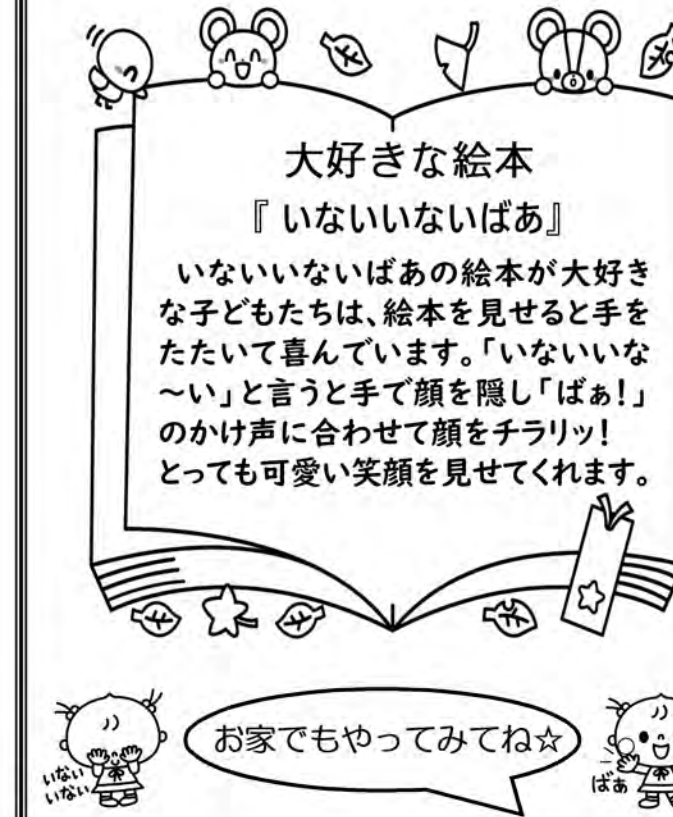 大好きな絵本
『いないいないばあ』
いないいないばあの絵本が大好き
な子どもたちは、絵本を見せると手を
たたいて喜んでいます。「いないいな
〜い」と言うと手で顔を隠し「ばぁ!」
のかけ声に合わせて顔をチラリッ!
とっても可愛い笑顔を見せてくれます。
お家でもやってみてね☆
いない
いない
ばぁ